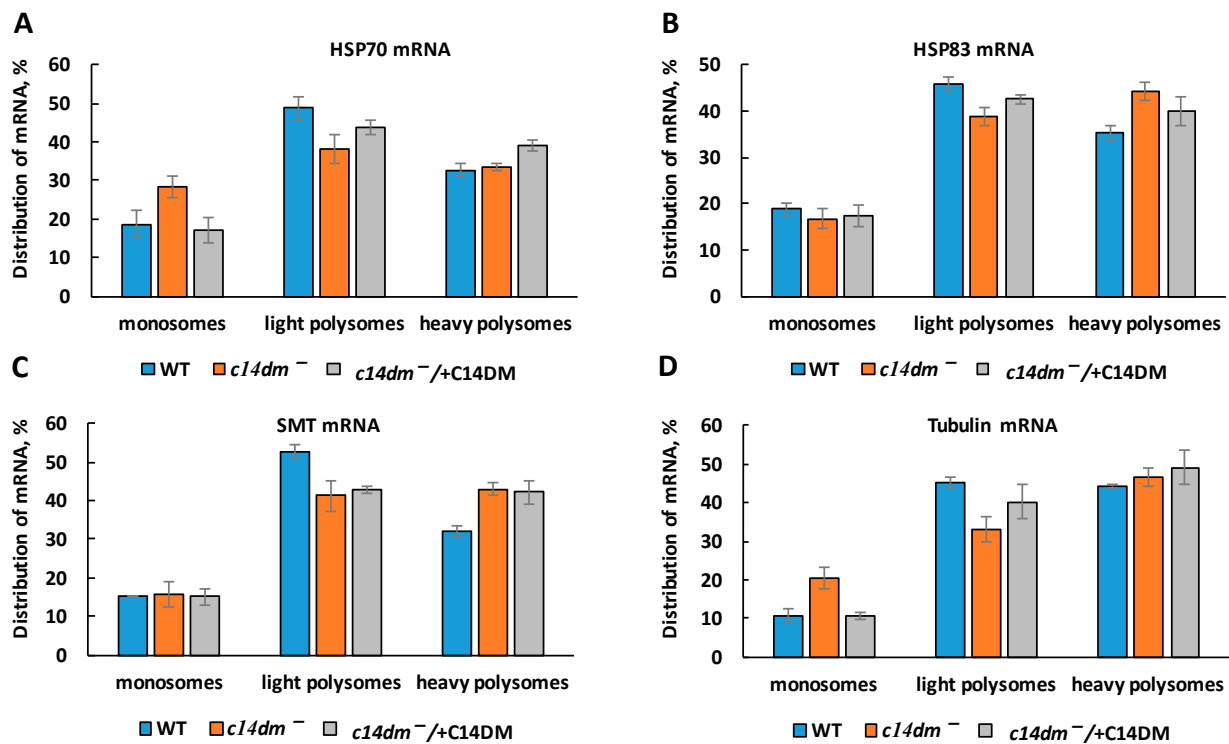 A
HSP70 mRNA
Distribution of mRNA, %
60
50
40
30
20
10
0
monosomes light polysomes heavy polysomes
WT c14dm⁻ c14dm⁻/+C14DM
B
HSP83 mRNA
Distribution of mRNA, %
50
40
30
20
10
0
monosomes light polysomes heavy polysomes
WT c14dm⁻ c14dm⁻/+C14DM
C
SMT mRNA
Distribution of mRNA, %
60
50
40
30
20
10
0
monosomes light polysomes heavy polysomes
WT c14dm⁻ c14dm⁻/+C14DM
D
Tubulin mRNA
Distribution of mRNA, %
60
50
40
30
20
10
0
monosomes light polysomes heavy polysomes
WT c14dm⁻ c14dm⁻/+C14DM